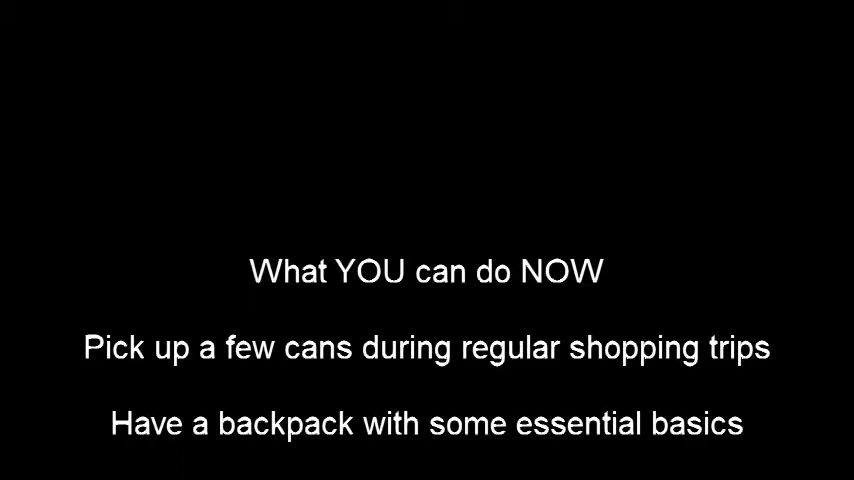 What YOU can do NOW
Pick up a few cans during regular shopping trips
Have a backpack with some essential basics